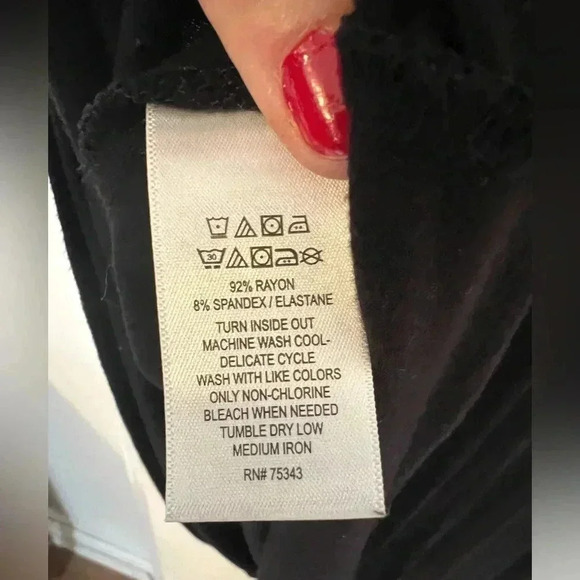 30
92% RAYON
8% SPANDEX / ELASTANE
TURN INSIDE OUT
MACHINE WASH COOL-
DELICATE CYCLE
WASH WITH LIKE COLORS
ONLY NON-CHLORINE
BLEACH WHEN NEEDED
TUMBLE DRY LOW
MEDIUM IRON
RN# 75343